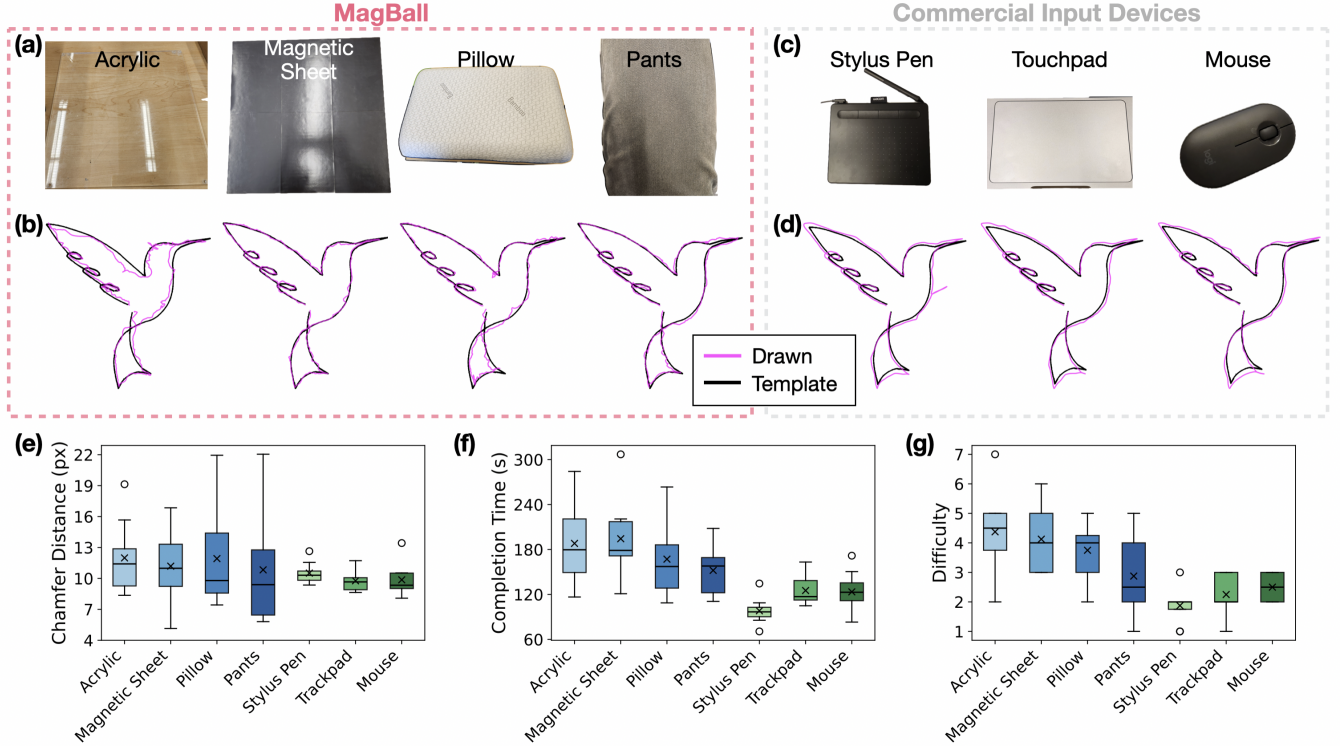 MagBall
Commercial Input Devices
(a)
Acrylic
Magnetic
Sheet
Pillow
Pants
(c)
Stylus Pen
Touchpad
Mouse
(b)
(d)
Drawn
Template
(e)
Chamfer Distance (px)
22
19
16
13
10
7
4
Acrylic
Magnetic Sheet
Pillow
Pants
Stylus Pen
Trackpad
Mouse
(f)
Completion Time (s)
300
240
180
120
60
Acrylic
Magnetic Sheet
Pillow
Pants
Stylus Pen
Trackpad
Mouse
(g)
Difficulty
7
6
5
4
3
2
1
Acrylic
Magnetic Sheet
Pillow
Pants
Stylus Pen
Trackpad
Mouse